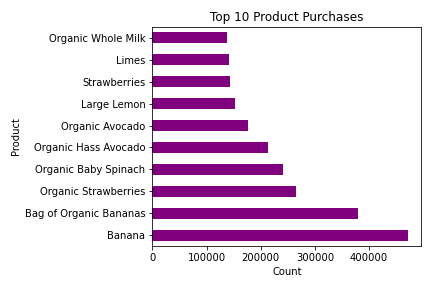 Top 10 Product Purchases
Product
Organic Whole Milk
Limes
Strawberries
Large Lemon
Organic Avocado
Organic Hass Avocado
Organic Baby Spinach
Organic Strawberries
Bag of Organic Bananas
Banana
0 100000 200000 300000 400000
Count